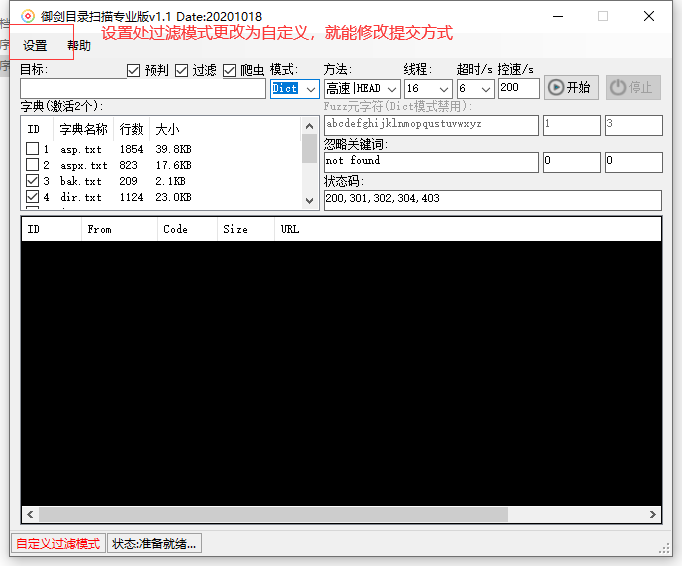 御剑目录扫描专业版v1.1 Date:20201018
设置处过滤模式更改为自定义，就能修改提交方式
设置 帮助
目标: 预判 过滤 爬虫 模式: 方法: 线程: 超时/s 控速/s
Dict 高速|HEAD 16 6 200 开始 停止
字典(激活2个): Fuzz元字符(Dict模式禁用):
abcdefghijklnmopqustuvwxyz 1 3
ID 字典名称 行数 大小
忽略关键词:
1 asp.txt 1854 39.8KB
2 aspx.txt 823 17.6KB
not found 0 0
3 bak.txt 209 2.1KB
状态码:
4 dir.txt 1124 23.0KB
200,301,302,304,403
ID From Code Size URL
自定义过滤模式 状态:准备就绪...